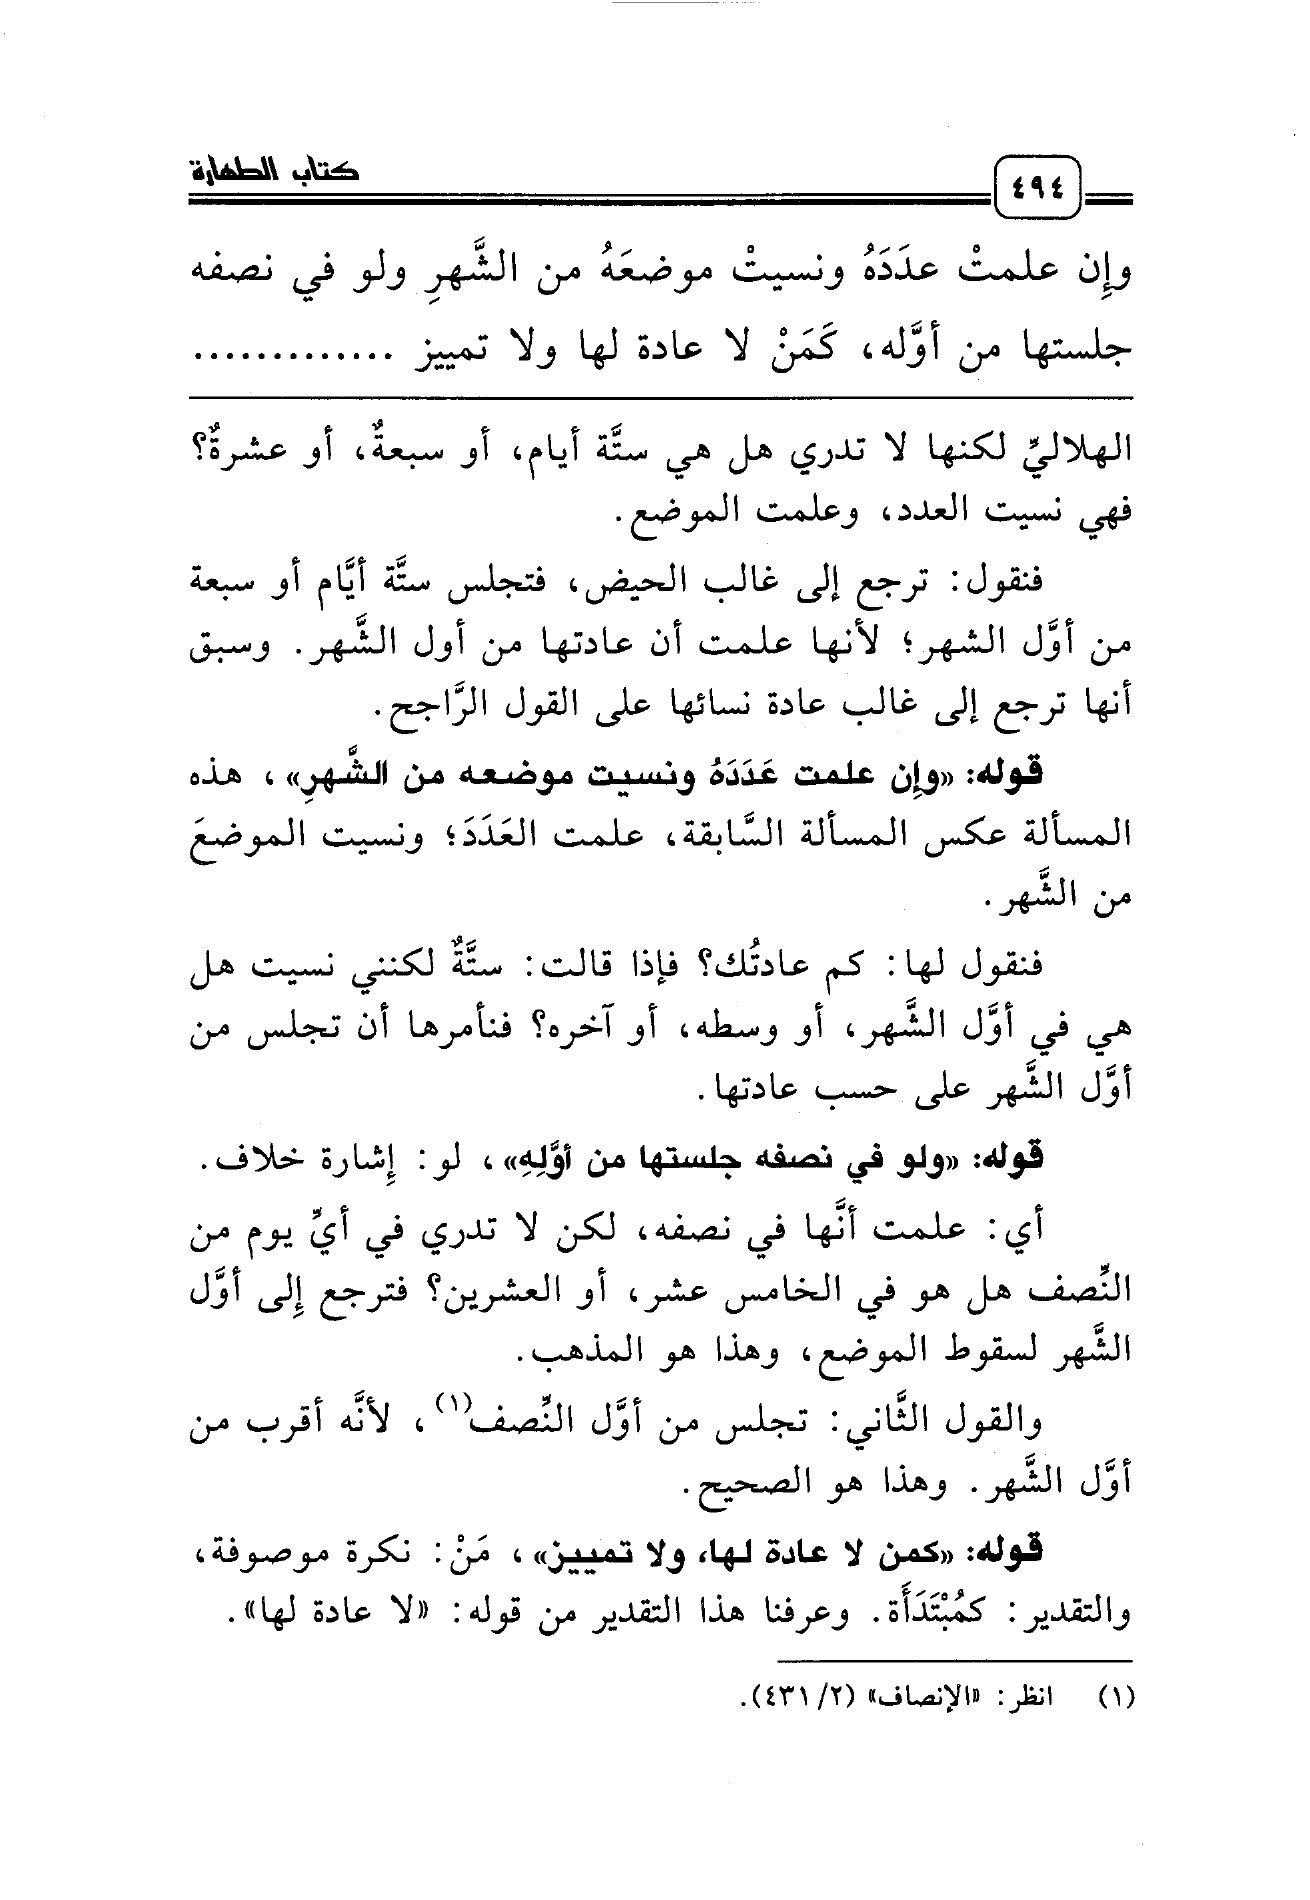 كتاب الطهارة
٤٩٤
وإِن علمتْ عدَدَهُ ونسيتْ موضعَهُ من الشَّهرِ ولو في نصفه
جلستها من أوَّله، كَمَنْ لا عادة لها ولا تمييز .............
الهلاليِّ لكنها لا تدري هل هي ستَّة أيام، أو سبعةٌ، أو عشرةٌ؟
فهي نسيت العدد، وعلمت الموضع.
فنقول: ترجع إلى غالب الحيض، فتجلس ستَّة أيَّام أو سبعة
من أوَّل الشهر؛ لأنها علمت أن عادتها من أول الشَّهر. وسبق
أنها ترجع إلى غالب عادة نسائها على القول الرَّاجح.
قوله: «وإِن علمت عَدَدَهُ ونسيت موضعه من الشَّهرِ»، هذه
المسألة عكس المسألة السَّابقة، علمت العَدَدَ؛ ونسيت الموضعَ
من الشَّهر.
فنقول لها: كم عادتُك؟ فإذا قالت: ستَّةٌ لكنني نسيت هل
هي في أوَّل الشَّهر، أو وسطه، أو آخره؟ فنأمرها أن تجلس من
أوَّل الشَّهر على حسب عادتها.
قوله: «ولو في نصفه جلستها من أوَّلِهِ»، لو: إِشارة خلاف.
أي: علمت أنَّها في نصفه، لكن لا تدري في أيِّ يوم من
النِّصف هل هو في الخامس عشر، أو العشرين؟ فترجع إِلى أوَّل
الشَّهر لسقوط الموضع، وهذا هو المذهب.
والقول الثَّاني: تجلس من أوَّل النِّصف(١)، لأنَّه أقرب من
أوَّل الشَّهر. وهذا هو الصحيح.
قوله: «كمن لا عادة لها، ولا تمييز»، مَنْ: نكرة موصوفة،
والتقدير: كمُبْتَدَأَة. وعرفنا هذا التقدير من قوله: «لا عادة لها».
(١) انظر: «الإنصاف» (٢/ ٤٣١).